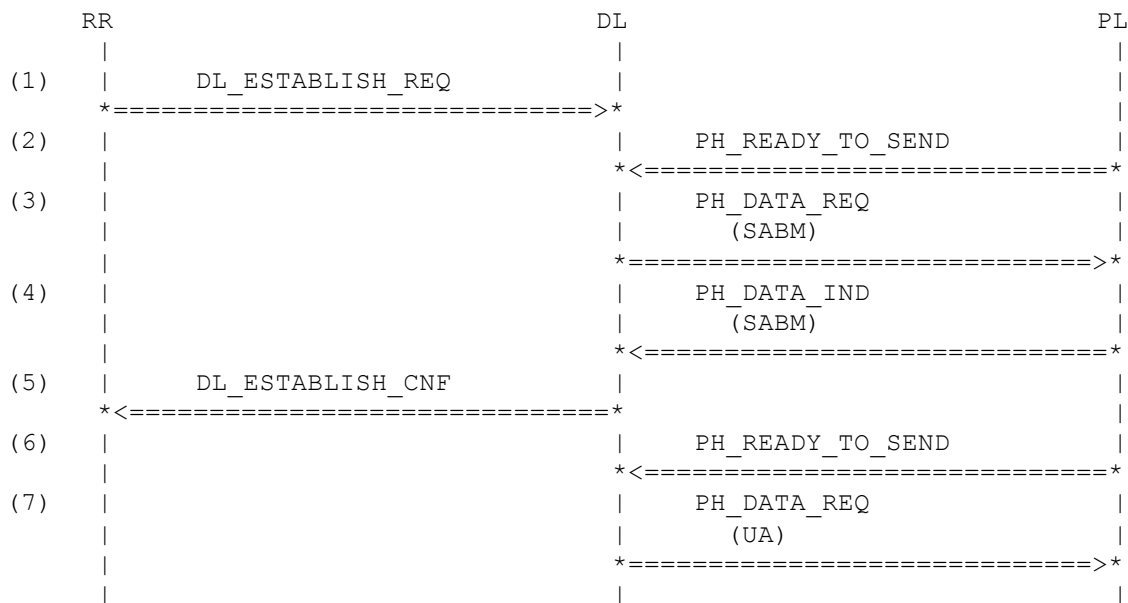 RR DL PL
(1) DL_ESTABLISH_REQ
(2) PH_READY_TO_SEND
(3) PH_DATA_REQ
(SABM)
(4) PH_DATA_IND
(SABM)
(5) DL_ESTABLISH_CNF
(6) PH_READY_TO_SEND
(7) PH_DATA_REQ
(UA)